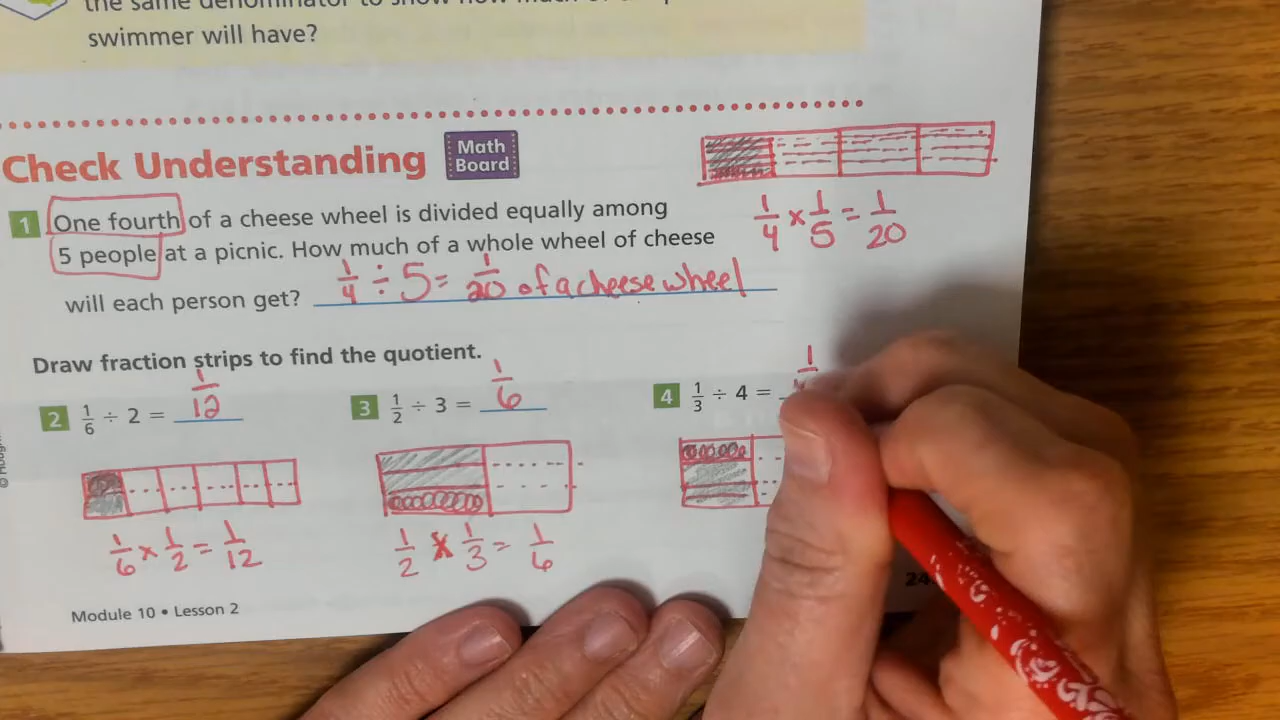 swimmer will have?
Check Understanding
Math
Board
1 One fourth of a cheese wheel is divided equally among
5 people at a picnic. How much of a whole wheel of cheese
will each person get? 1/4 ÷ 5 = 1/20 of a cheese wheel
1/4 × 1/5 = 1/20
Draw fraction strips to find the quotient.
2 1/6 ÷ 2 = 1/12
3 1/2 ÷ 3 = 1/6
4 1/3 ÷ 4 =
1/6 × 1/2 = 1/12
1/2 × 1/3 = 1/6
Module 10 • Lesson 2